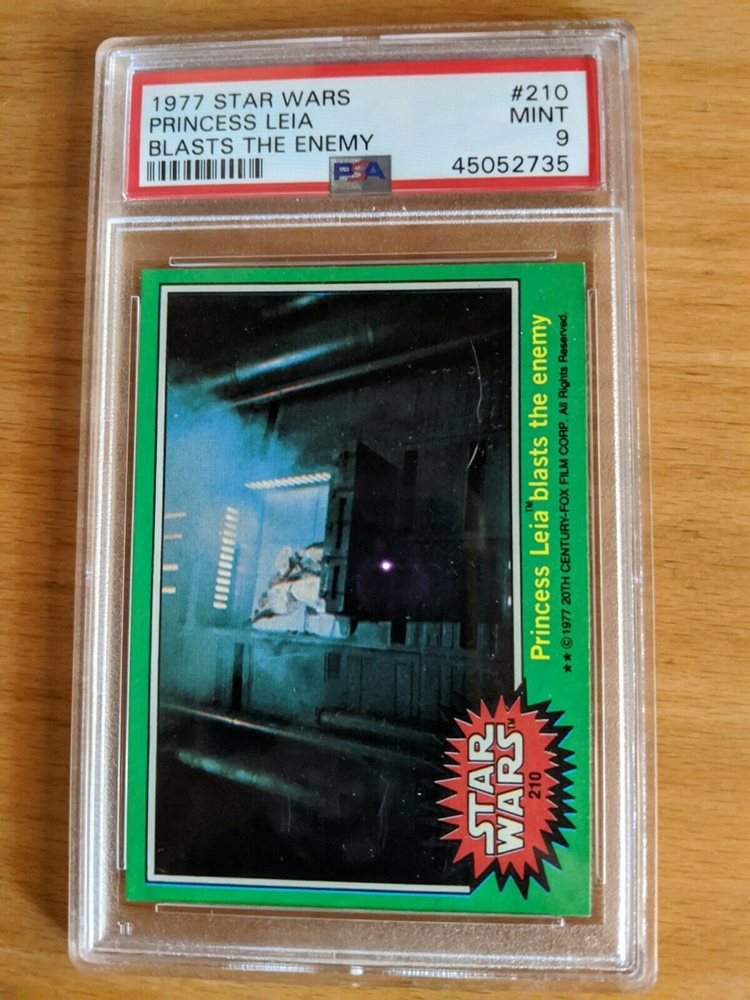 1977 STAR WARS #210
PRINCESS LEIA MINT
BLASTS THE ENEMY 9
PSA 45052735
Princess Leia™ blasts the enemy
★★ ©1977 20TH CENTURY-FOX FILM CORP. All Rights Reserved.
STAR
WARS™
210